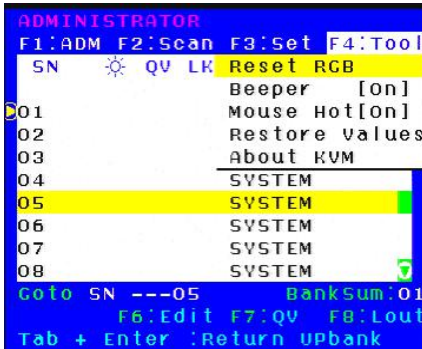 ADMINISTRATOR
F1:ADM F2:Scan F3:Set F4:Tool
SN QV LK Reset RGB
Beeper [On]
01 Mouse Hot[On]
02 Restore Values
03 About KVM
04 SYSTEM
05 SYSTEM
06 SYSTEM
07 SYSTEM
08 SYSTEM
Goto SN ---05 BankSum:01
F6:Edit F7:QV F8:Lout
Tab + Enter :Return UPbank